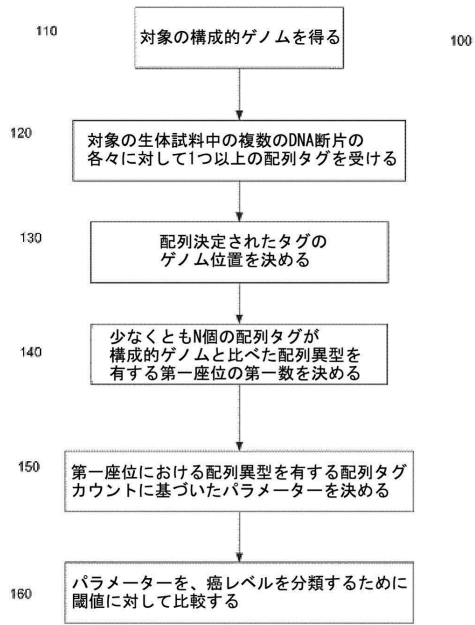 110
対象の構成的ゲノムを得る
100
120
対象の生体試料中の複数のDNA断片の
各々に対して1つ以上の配列タグを受ける
130
配列決定されたタグの
ゲノム位置を決める
140
少なくともN個の配列タグが
構成的ゲノムと比べた配列異型を
有する第一座位の第一数を決める
150
第一座位における配列異型を有する配列タグ
カウントに基づいたパラメーターを決める
160
パラメーターを、癌レベルを分類するために
閾値に対して比較する